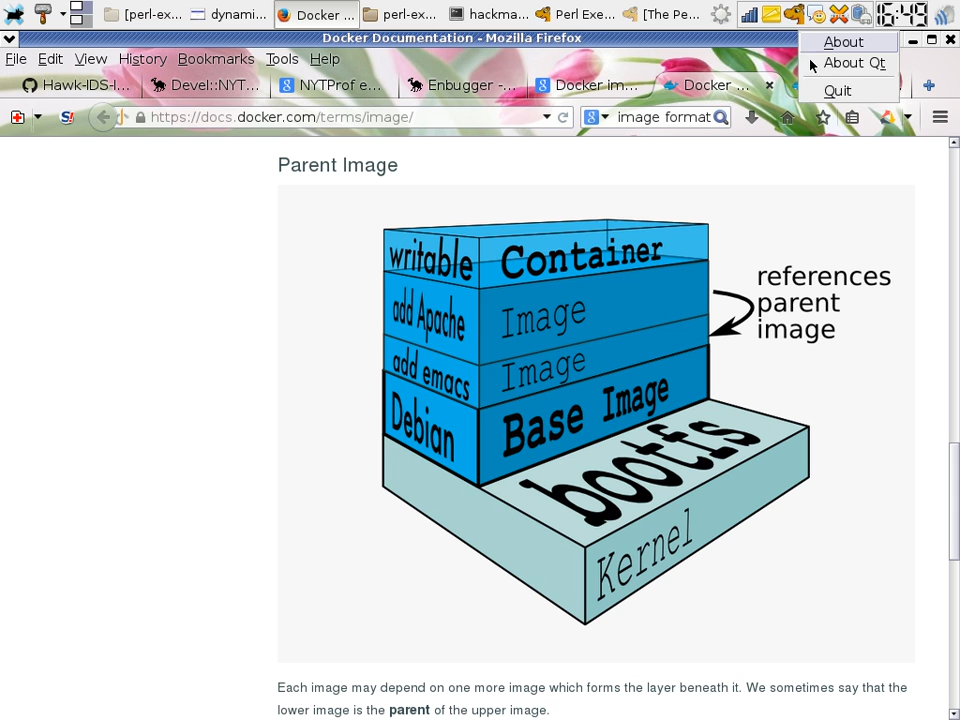 [perl-ex...
dynami...
Docker ...
perl-ex...
hackma...
Perl Exe...
[The Pe...
16:49
Docker Documentation - Mozilla Firefox
About
About Qt
Quit
File Edit View History Bookmarks Tools Help
Hawk-IDS-I...
Devel::NYT...
NYTProf e...
Enbugger -...
Docker im...
Docker ...
https://docs.docker.com/terms/image/
image format
Parent Image
writable Container
add Apache Image
add emacs Image
Debian Base Image
references
parent
image
bootfs
Kernel
Each image may depend on one more image which forms the layer beneath it. We sometimes say that the
lower image is the parent of the upper image.